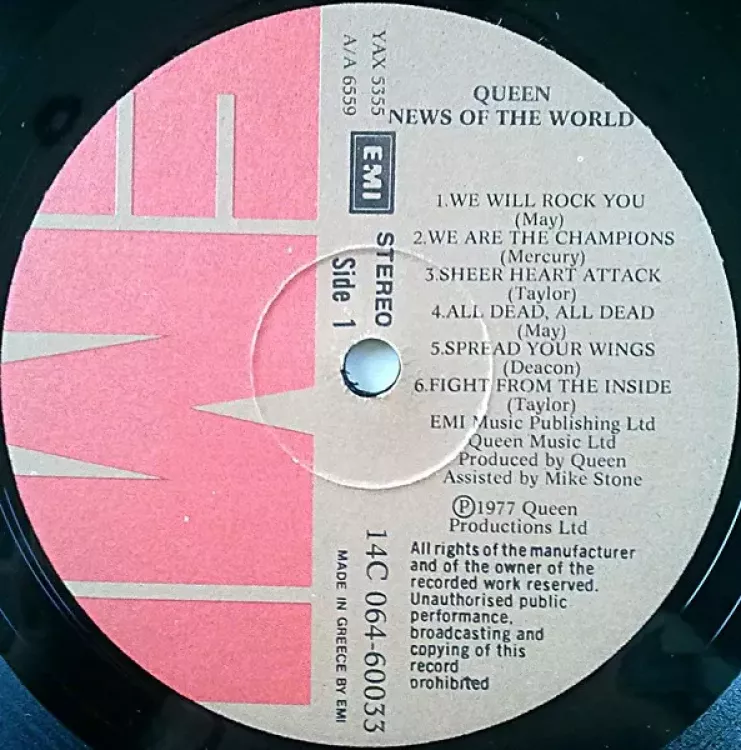 YAX 5355
A/A 6559
EMI
STEREO
Side 1
QUEEN
NEWS OF THE WORLD
1.WE WILL ROCK YOU
(May)
2.WE ARE THE CHAMPIONS
(Mercury)
3.SHEER HEART ATTACK
(Taylor)
4.ALL DEAD, ALL DEAD
(May)
5.SPREAD YOUR WINGS
(Deacon)
6.FIGHT FROM THE INSIDE
(Taylor)
EMI Music Publishing Ltd
Queen Music Ltd
Produced by Queen
Assisted by Mike Stone
Ⓟ1977 Queen
Productions Ltd
All rights of the manufacturer
and of the owner of the
recorded work reserved.
Unauthorised public
performance,
broadcasting and
copying of this
record
prohibited
14C 064-60033
MADE IN GREECE BY EMI
EMI